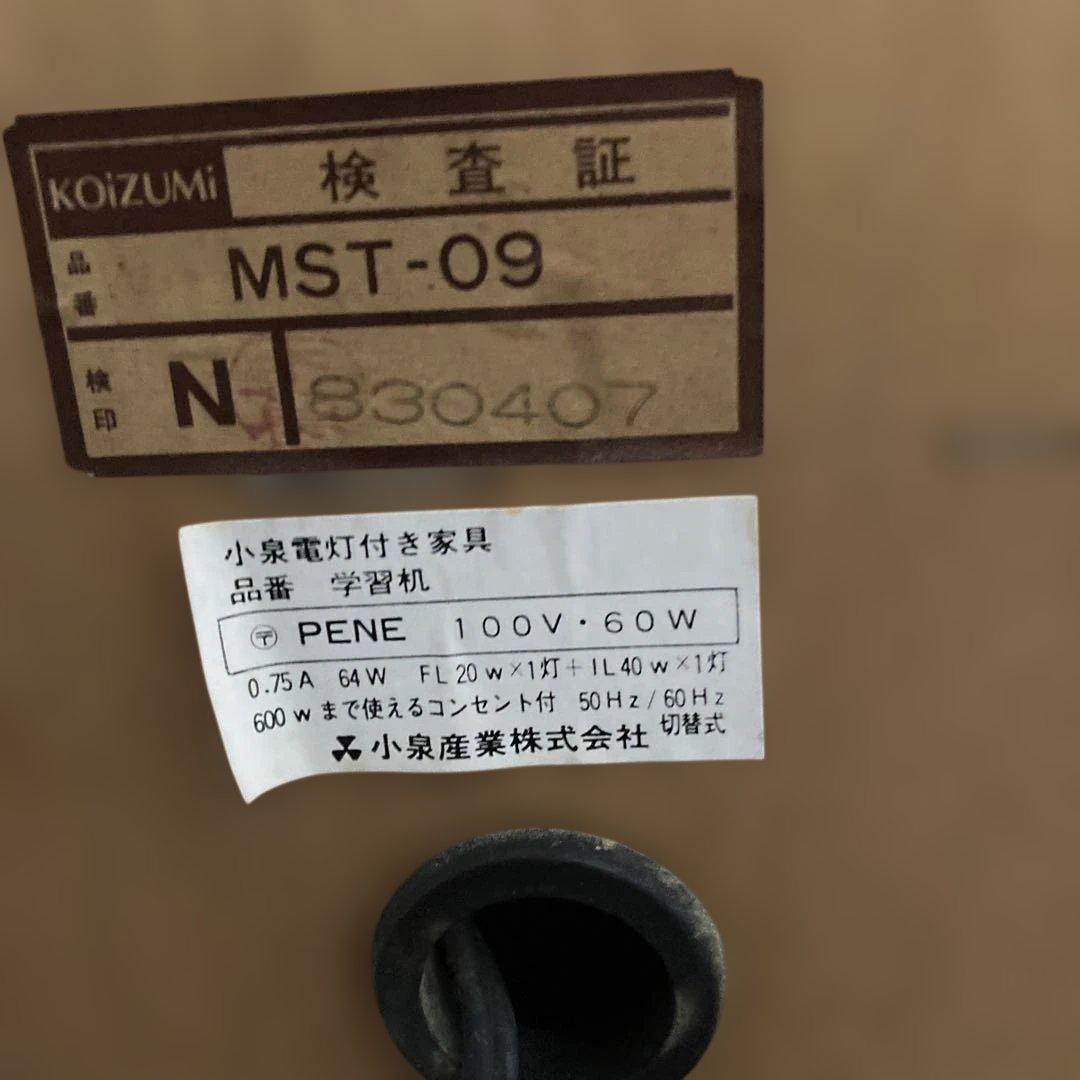 KOiZUMi 検査証
品番 MST-09
検印 N 830407
小泉電灯付き家具
品番 学習机
〒 PENE 100V・60W
0.75A 64W FL20w×1灯+IL40w×1灯
600wまで使えるコンセント付 50Hz/60Hz
切替式
小泉産業株式会社